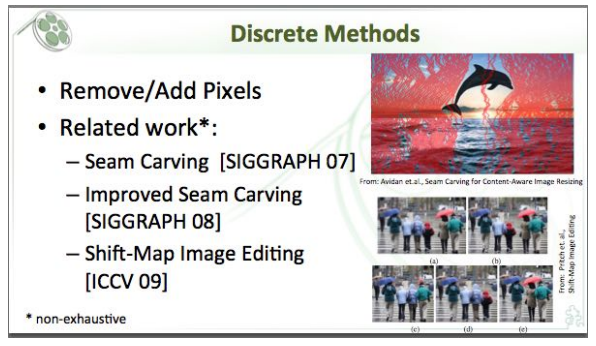 Discrete Methods
• Remove/Add Pixels
• Related work*:
– Seam Carving [SIGGRAPH 07]
– Improved Seam Carving
[SIGGRAPH 08]
– Shift-Map Image Editing
[ICCV 09]
* non-exhaustive
From: Avidan et.al., Seam Carving for Content-Aware Image Resizing
(a) (b)
(c) (d) (e)
From: Pritch et. al.,
Shift-Map Image Editing